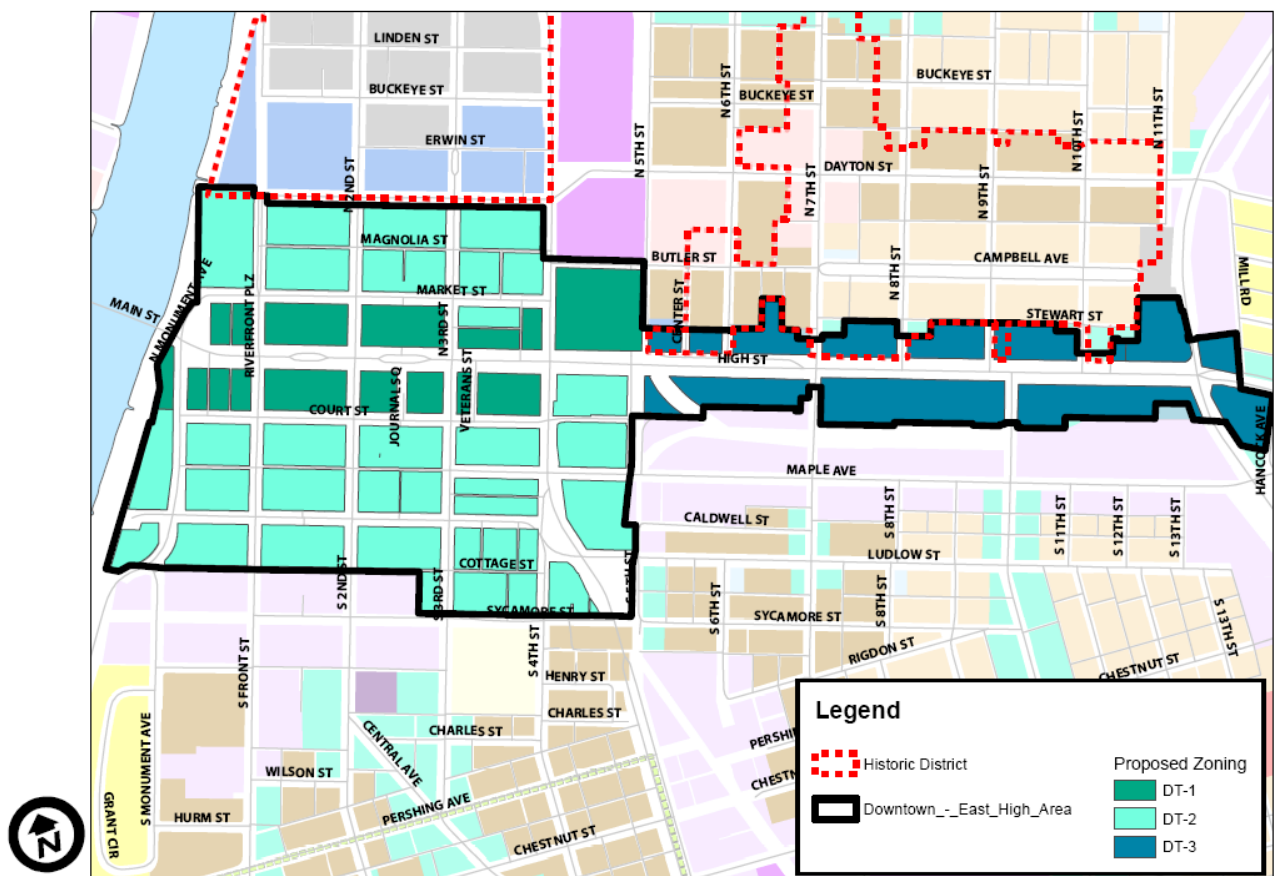 LINDEN ST
BUCKEYE ST
BUCKEYE ST
BUCKEYE ST
ERWIN ST
N 2ND ST
N 5TH ST
N 6TH ST
N 7TH ST
DAYTON ST
N 9TH ST
N 10TH ST
N 11TH ST
MAGNOLIA ST
BUTLER ST
N 8TH ST
CAMPBELL AVE
MILL RD
MARKET ST
MAIN ST
N MONUMENT AVE
RIVERFRONT PLZ
N 3RD ST
CENTER ST
STEWART ST
HIGH ST
VETERANS ST
JOURNAL SQ
COURT ST
HANCOCK AVE
MAPLE AVE
CALDWELL ST
S 8TH ST
S 11TH ST
S 12TH ST
S 13TH ST
LUDLOW ST
COTTAGE ST
S 2ND ST
S 3RD ST
SYCAMORE ST
S 6TH ST
SYCAMORE ST
S 8TH ST
S 13TH ST
RIGDON ST
CHESTNUT ST
S FRONT ST
S 4TH ST
HENRY ST
CHARLES ST
CHARLES ST
CENTRAL AVE
S MONUMENT AVE
WILSON ST
GRANT CIR
HURM ST
PERSHING AVE
CHESTNUT ST
N
Legend
Historic District
Downtown_-_East_High_Area
Proposed Zoning
DT-1
DT-2
DT-3